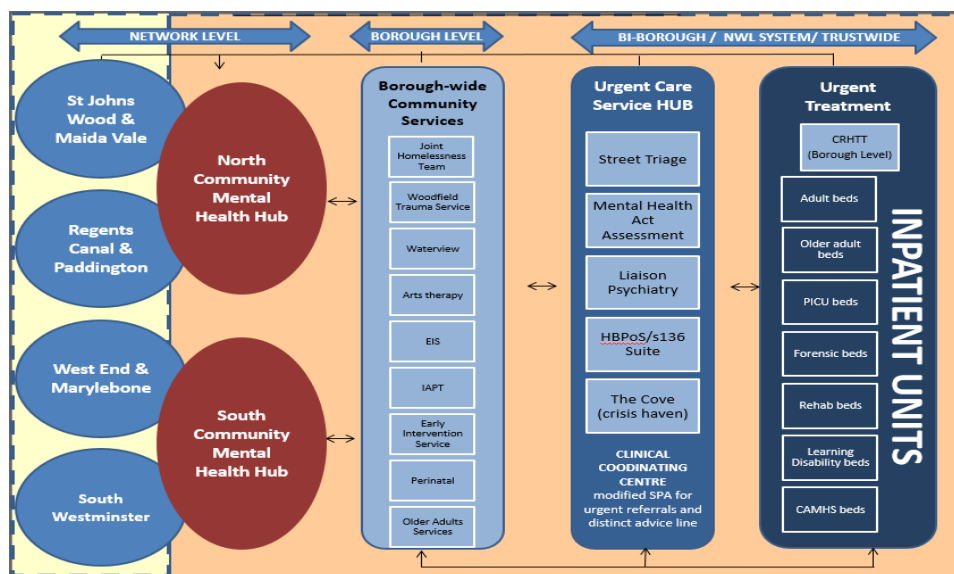 NETWORK LEVEL
BOROUGH LEVEL
BI-BOROUGH / NWL SYSTEM/ TRUSTWIDE
St Johns
Wood &
Maida Vale
Regents
Canal &
Paddington
West End &
Marylebone
South
Westminster
North
Community
Mental
Health Hub
South
Community
Mental
Health Hub
Borough-wide
Community
Services
Joint
Homelessness
Team
Woodfield
Trauma Service
Waterview
Arts therapy
EIS
IAPT
Early
Intervention
Service
Perinatal
Older Adults
Services
Urgent Care
Service HUB
Street Triage
Mental Health
Act
Assessment
Liaison
Psychiatry
HBPoS/s136
Suite
The Cove
(crisis haven)
CLINICAL
COODINATING
CENTRE
modified SPA for
urgent referrals and
distinct advice line
Urgent
Treatment
CRHTT
(Borough Level)
Adult beds
Older adult
beds
PICU beds
Forensic beds
Rehab beds
Learning
Disability beds
CAMHS beds
INPATIENT UNITS